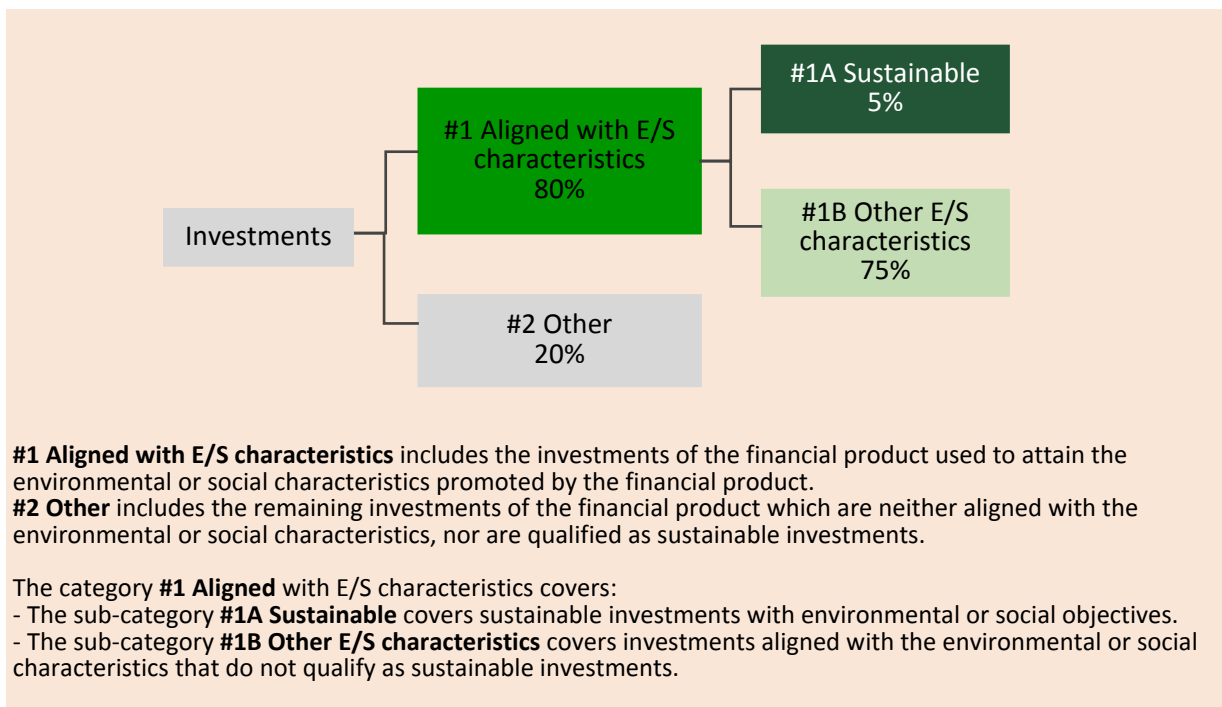 Investments
#1 Aligned with E/S
characteristics
80%
#2 Other
20%
#1A Sustainable
5%
#1B Other E/S
characteristics
75%
#1 Aligned with E/S characteristics includes the investments of the financial product used to attain the
environmental or social characteristics promoted by the financial product.
#2 Other includes the remaining investments of the financial product which are neither aligned with the
environmental or social characteristics, nor are qualified as sustainable investments.
The category #1 Aligned with E/S characteristics covers:
- The sub-category #1A Sustainable covers sustainable investments with environmental or social objectives.
- The sub-category #1B Other E/S characteristics covers investments aligned with the environmental or social
characteristics that do not qualify as sustainable investments.